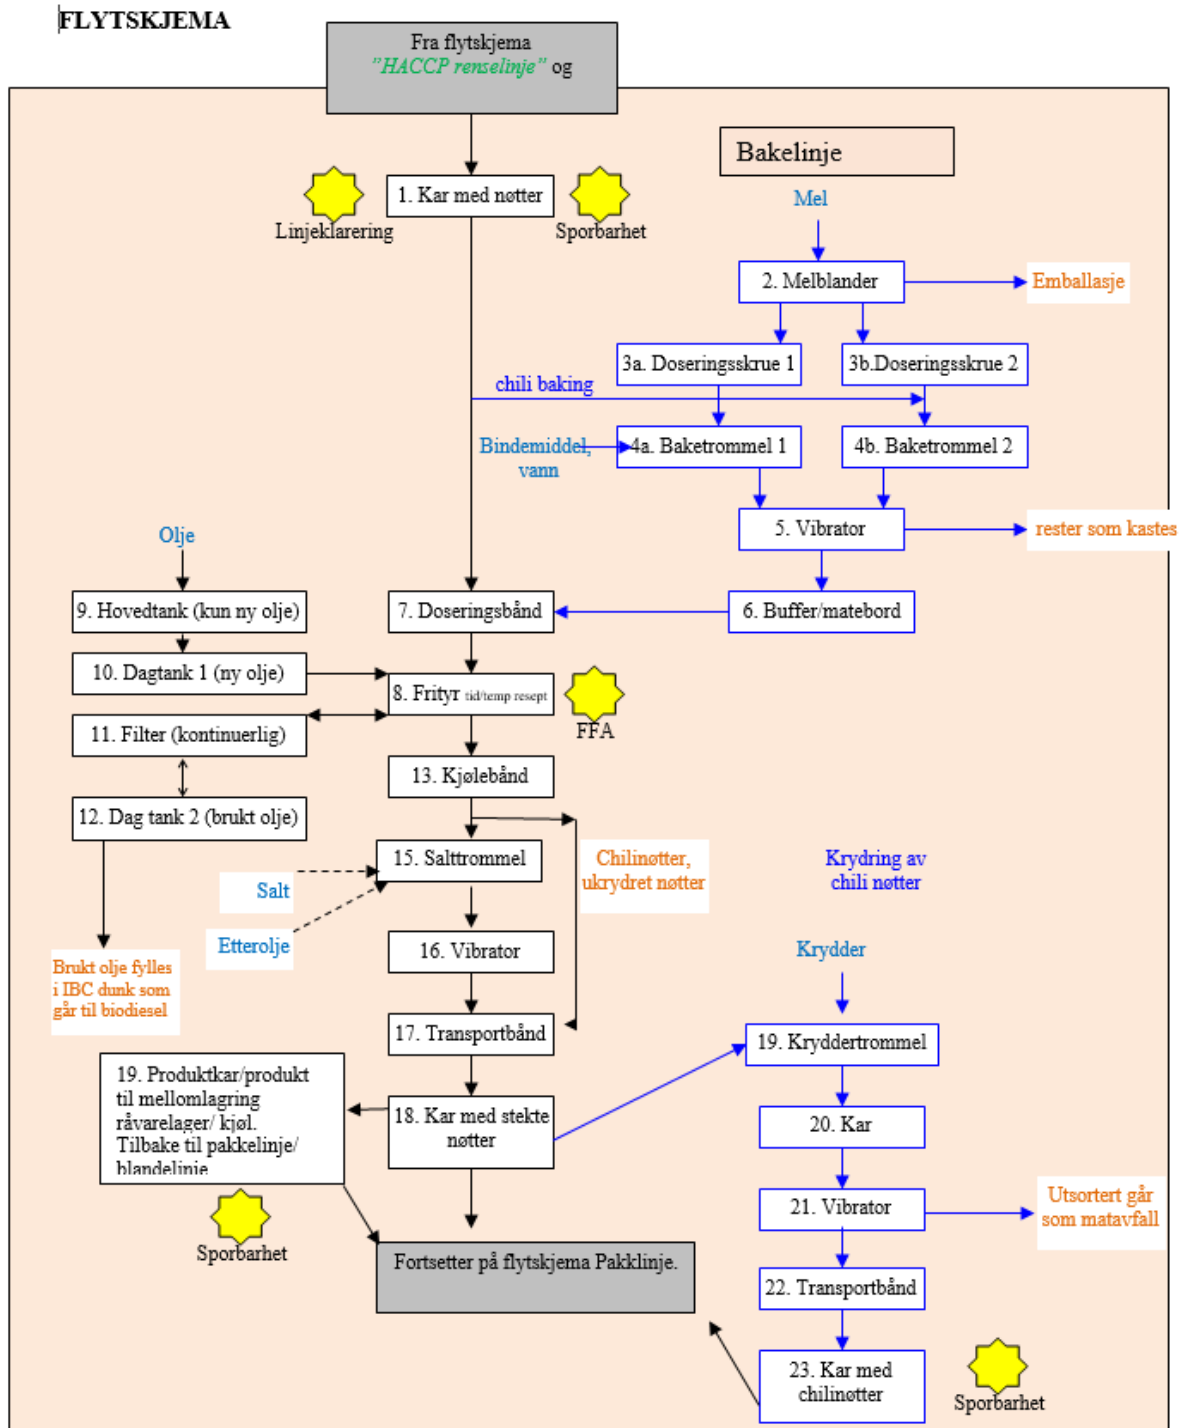 FLYTSKJEMA
Fra flytskjema
"HACCP renselinje" og
Bakelinje
Mel
1. Kar med nøtter
Linjeklarering
Sporbarhet
2. Melblander
Emballasje
3a. Doseringsskrue 1
3b.Doseringsskrue 2
chili baking
Bindemiddel,
vann
4a. Baketrommel 1
4b. Baketrommel 2
5. Vibrator
rester som kastes
Olje
9. Hovedtank (kun ny olje)
7. Doseringsbånd
6. Buffer/matebord
10. Dagtank 1 (ny olje)
8. Frityr tid/temp resept
FFA
11. Filter (kontinuerlig)
13. Kjølebånd
12. Dag tank 2 (brukt olje)
15. Salttrommel
Chilinøtter,
ukrydret nøtter
Krydring av
chili nøtter
Salt
Etterolje
16. Vibrator
Krydder
Brukt olje fylles
i IBC dunk som
går til biodiesel
17. Transportbånd
19. Kryddertrommel
19. Produktkar/produkt
til mellomlagring
råvarelager/ kjøl.
Tilbake til pakkelinje/
blandelinie
18. Kar med stekte
nøtter
20. Kar
21. Vibrator
Utsortert går
som matavfall
Sporbarhet
Fortsetter på flytskjema Pakklinje.
22. Transportbånd
23. Kar med
chilinøtter
Sporbarhet